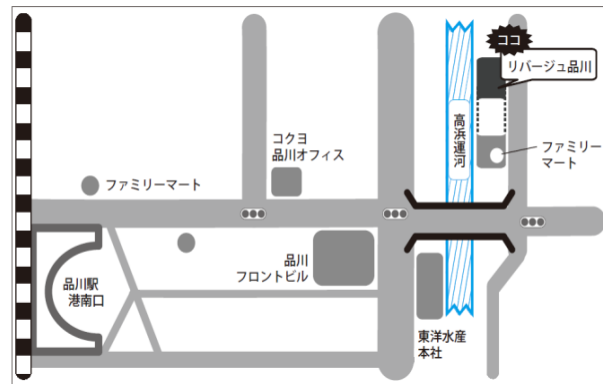 ココ
リバージュ品川
高浜運河
コクヨ
品川オフィス
ファミリー
マート
ファミリーマート
品川
フロントビル
品川駅
港南口
東洋水産
本社